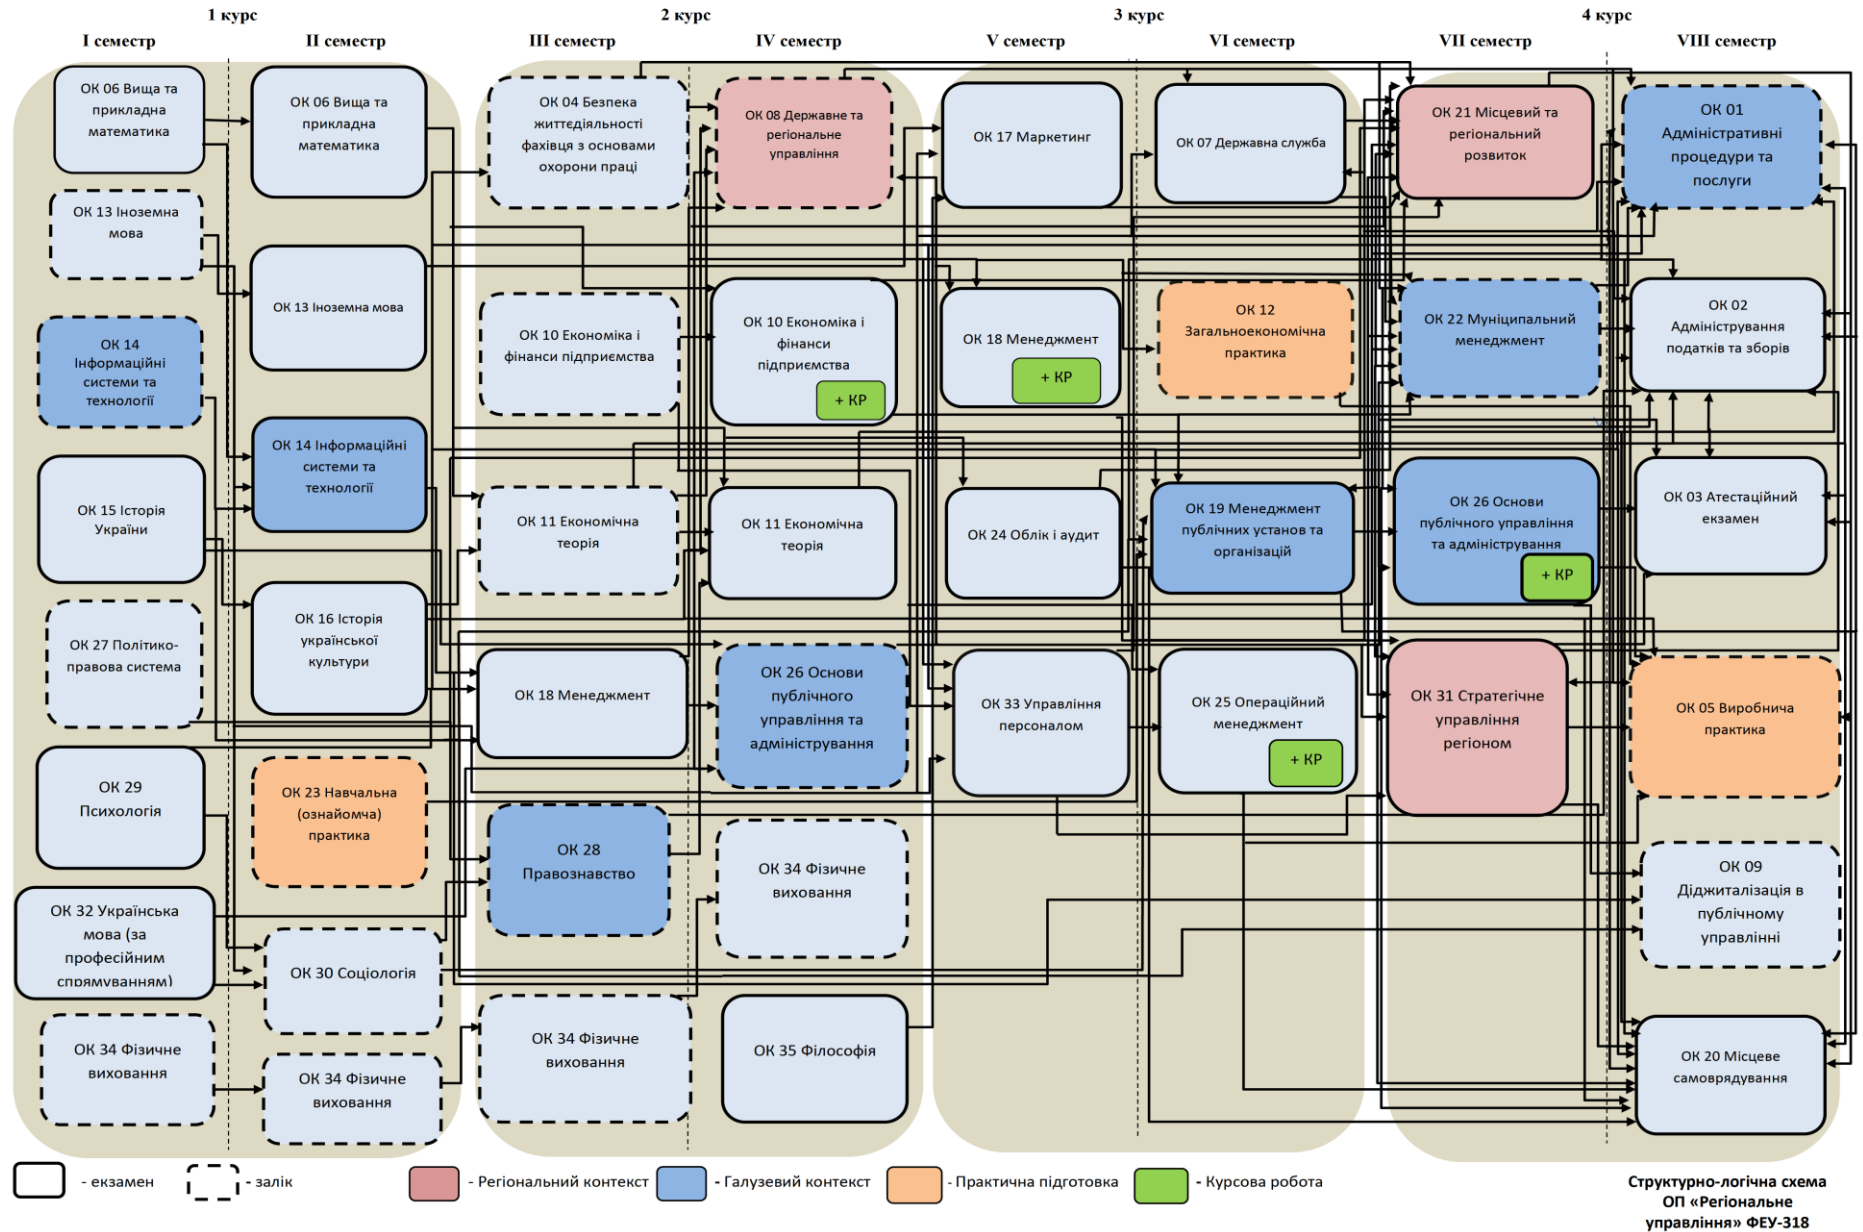 1 курс
2 курс
3 курс
4 курс
I семестр
II семестр
III семестр
IV семестр
V семестр
VI семестр
VII семестр
VIII семестр
ОК 06 Вища та
прикладна
математика
ОК 13 Іноземна
мова
ОК 14
Інформаційні
системи та
технології
ОК 15 Історія
України
ОК 27 Політико-
правова система
ОК 29
Психологія
ОК 32 Українська
мова (за
професійним
спрямуванням)
ОК 34 Фізичне
виховання
ОК 06 Вища та
прикладна
математика
ОК 13 Іноземна мова
ОК 14 Інформаційні
системи та
технології
ОК 16 Історія
української
культури
ОК 23 Навчальна
(ознайомча)
практика
ОК 30 Соціологія
ОК 34 Фізичне
виховання
ОК 04 Безпека
життєдіяльності
фахівця з основами
охорони праці
ОК 10 Економіка і
фінанси підприємства
ОК 11 Економічна
теорія
ОК 18 Менеджмент
ОК 28
Правознавство
ОК 34 Фізичне
виховання
ОК 08 Державне та
регіональне
управління
ОК 10 Економіка і
фінанси
підприємства
+ КР
ОК 11 Економічна
теорія
ОК 26 Основи
публічного
управління та
адміністрування
ОК 34 Фізичне
виховання
ОК 35 Філософія
ОК 17 Маркетинг
ОК 18 Менеджмент
+ КР
ОК 24 Облік і аудит
ОК 33 Управління
персоналом
ОК 07 Державна служба
ОК 12
Загальноекономічна
практика
ОК 19 Менеджмент
публічних установ та
організацій
ОК 25 Операційний
менеджмент
+ КР
ОК 21 Місцевий та
регіональний
розвиток
ОК 22 Муніципальний
менеджмент
ОК 26 Основи
публічного управління
та адміністрування
+ КР
ОК 31 Стратегічне
управління
регіоном
ОК 01
Адміністративні
процедури та
послуги
ОК 02
Адміністрування
податків та зборів
ОК 03 Атестаційний
екзамен
ОК 05 Виробнича
практика
ОК 09
Діджиталізація в
публічному
управлінні
ОК 20 Місцеве
самоврядування
- екзамен
- залік
- Регіональний контекст
- Галузевий контекст
- Практична підготовка
- Курсова робота
Структурно-логічна схема
ОП «Регіональне
управління» ФЕУ-318